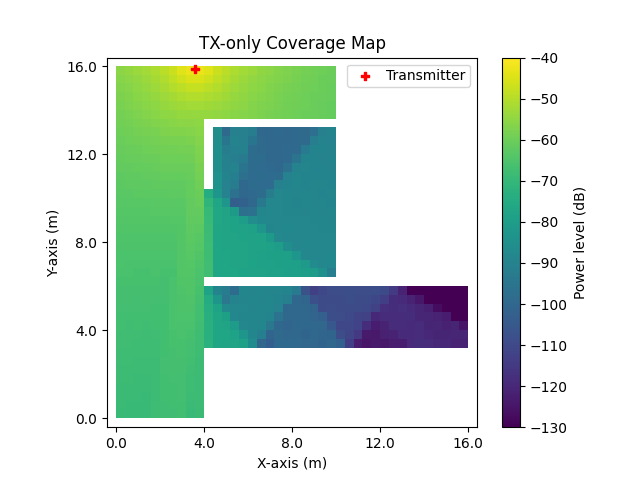 TX-only Coverage Map
Transmitter
16.0
12.0
8.0
4.0
0.0
Y-axis (m)
0.0 4.0 8.0 12.0 16.0
X-axis (m)
−40
−50
−60
−70
−80
−90
−100
−110
−120
−130
Power level (dB)